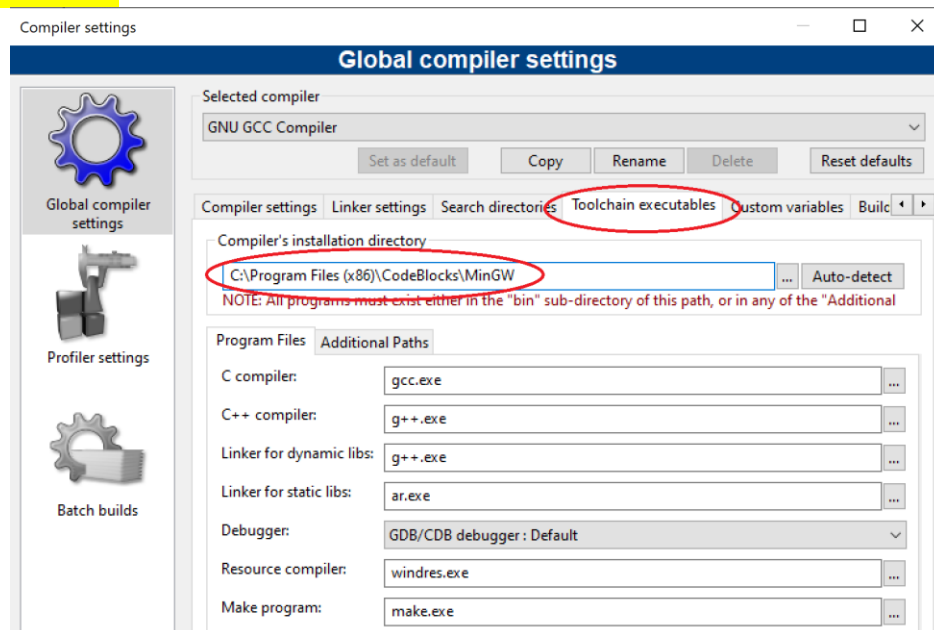 Compiler settings
Global compiler settings
Global compiler
settings
Profiler settings
Batch builds
Selected compiler
GNU GCC Compiler
Set as default Copy Rename Delete Reset defaults
Compiler settings Linker settings Search directories Toolchain executables Custom variables Builc
Compiler's installation directory
C:\Program Files (x86)\CodeBlocks\MinGW
... Auto-detect
NOTE: All programs must exist either in the "bin" sub-directory of this path, or in any of the "Additional
Program Files Additional Paths
C compiler: gcc.exe ...
C++ compiler: g++.exe ...
Linker for dynamic libs: g++.exe ...
Linker for static libs: ar.exe ...
Debugger: GDB/CDB debugger : Default
Resource compiler: windres.exe ...
Make program: make.exe ...